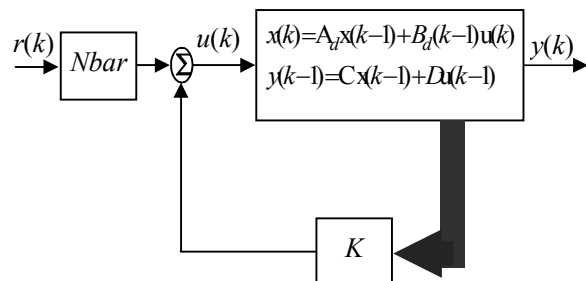 r(k)
Nbar
Σ
u(k)
x(k)=A_d x(k-1)+B_d(k-1)u(k)
y(k-1)=Cx(k-1)+Du(k-1)
y(k)
K